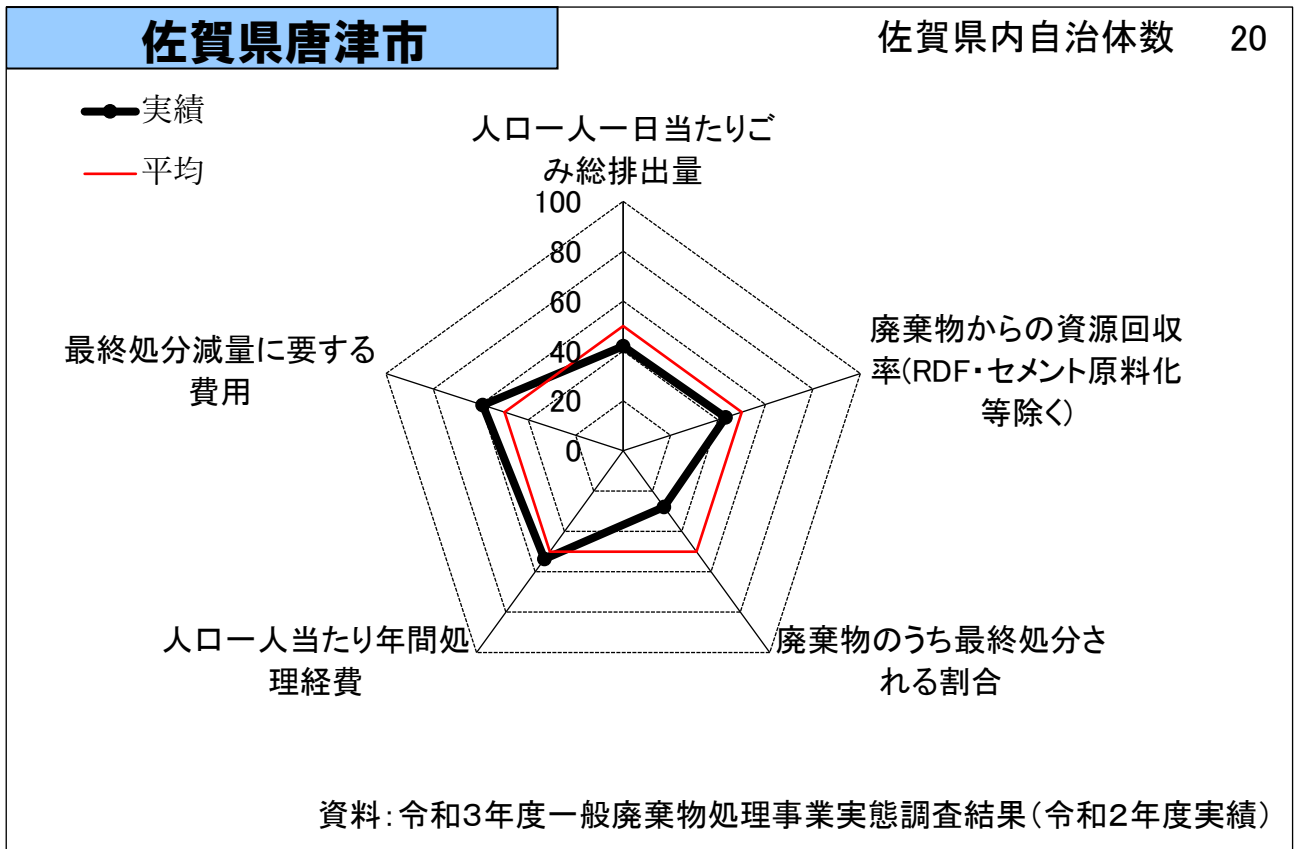 佐賀県唐津市
佐賀県内自治体数 20
実績
平均
人口一人一日当たりご
み総排出量
100
80
60
40
20
0
廃棄物からの資源回収
率(RDF・セメント原料化
等除く)
最終処分減量に要する
費用
人口一人当たり年間処
理経費
廃棄物のうち最終処分さ
れる割合
資料：令和3年度一般廃棄物処理事業実態調査結果（令和２年度実績）